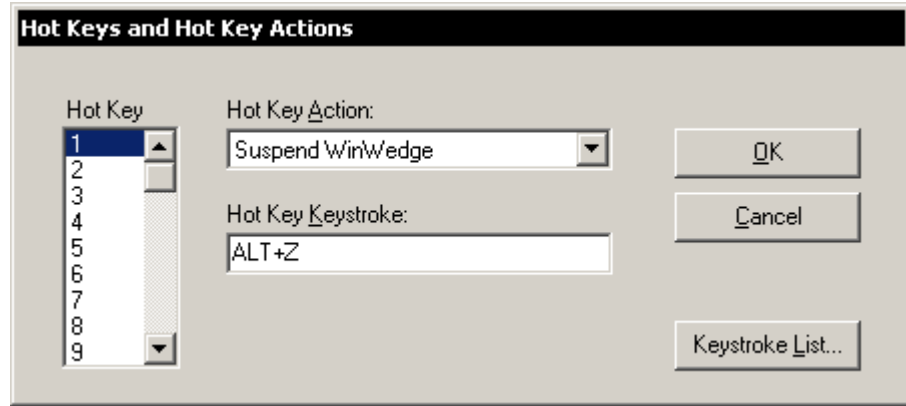 Hot Keys and Hot Key Actions
Hot Key
1
2
3
4
5
6
7
8
9
Hot Key Action:
Suspend WinWedge
Hot Key Keystroke:
ALT+Z
OK
Cancel
Keystroke List...